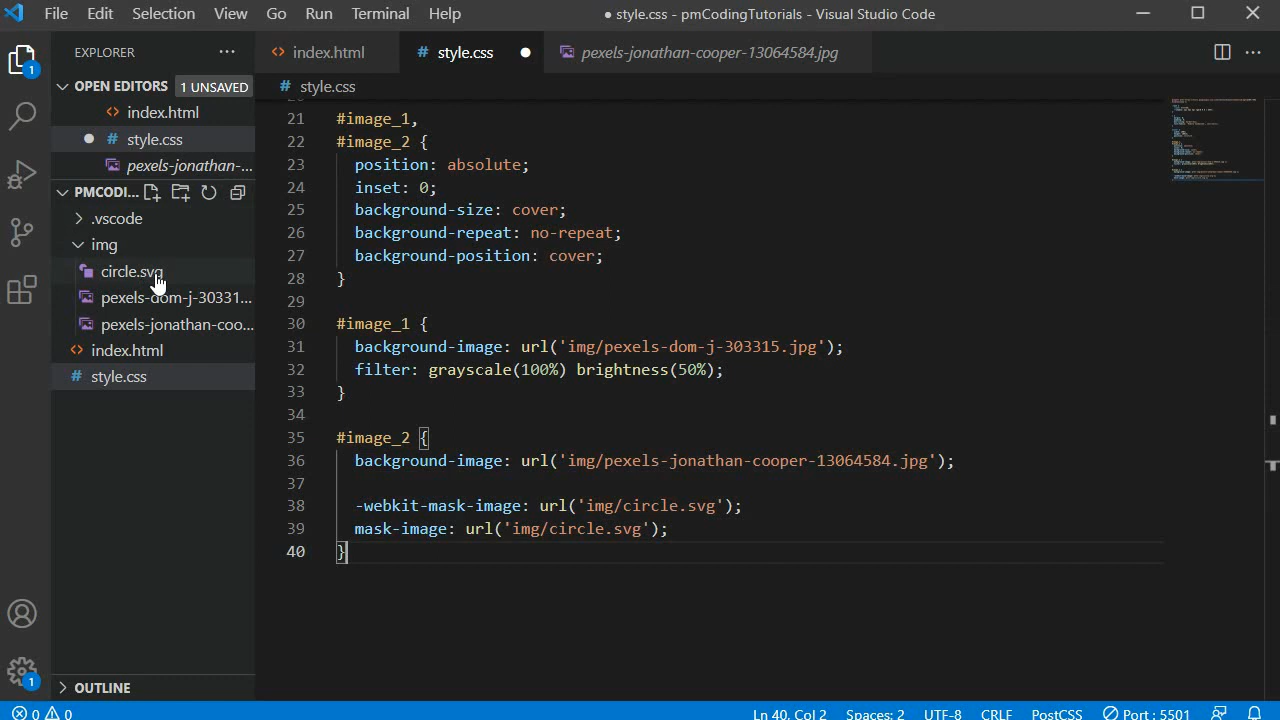 File Edit Selection View Go Run Terminal Help
● style.css - pmCodingTutorials - Visual Studio Code
EXPLORER
index.html
style.css
pexels-jonathan-cooper-13064584.jpg
1
OPEN EDITORS 1 UNSAVED
index.html
style.css
pexels-jonathan-...
PMCODI...
.vscode
img
circle.svg
pexels-dom-j-30331...
pexels-jonathan-coo...
index.html
style.css
OUTLINE
1
# style.css
21 #image_1,
22 #image_2 {
23 position: absolute;
24 inset: 0;
25 background-size: cover;
26 background-repeat: no-repeat;
27 background-position: cover;
28 }
29
30 #image_1 {
31 background-image: url('img/pexels-dom-j-303315.jpg');
32 filter: grayscale(100%) brightness(50%);
33 }
34
35 #image_2 {
36 background-image: url('img/pexels-jonathan-cooper-13064584.jpg');
37
38 -webkit-mask-image: url('img/circle.svg');
39 mask-image: url('img/circle.svg');
40 }
0 0 Ln 40, Col 2 Spaces: 2 UTF-8 CRLF PostCSS Port : 5501